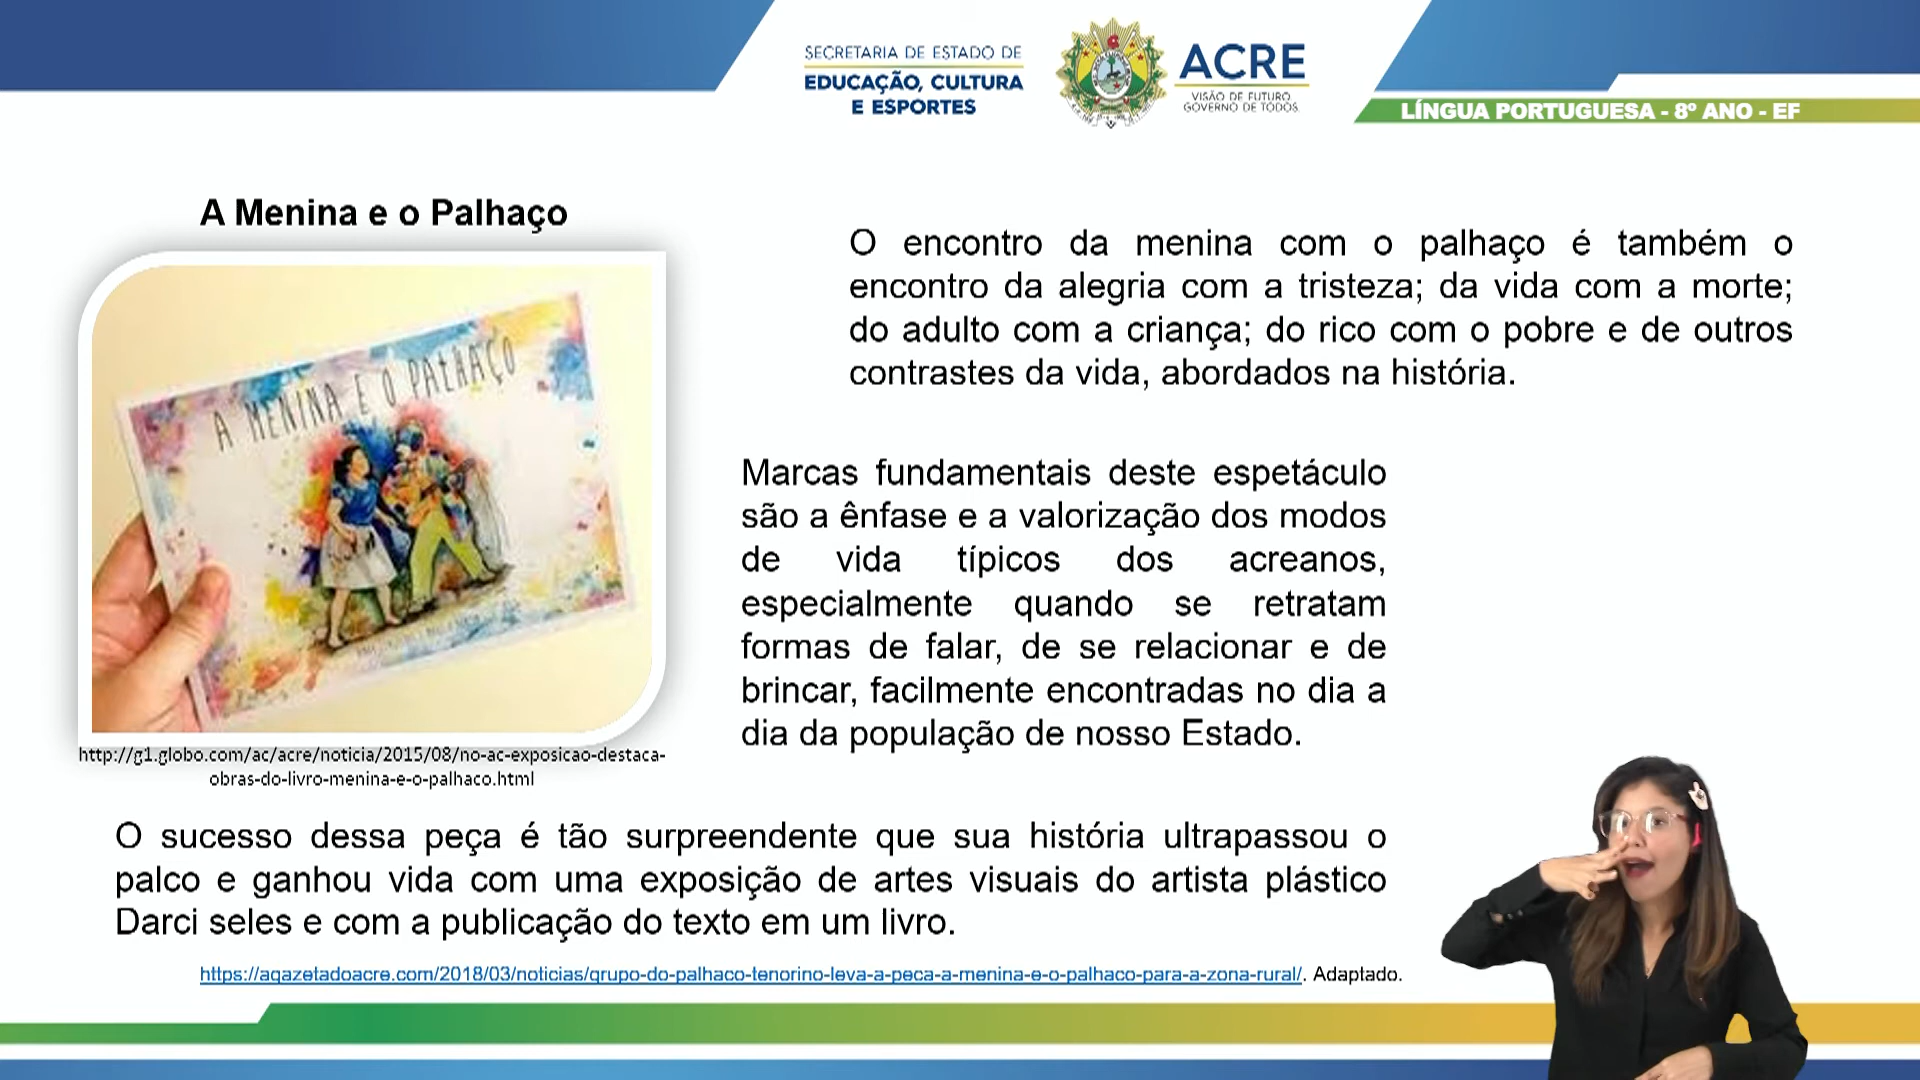 SECRETARIA DE ESTADO DE
EDUCAÇÃO, CULTURA
E ESPORTES
ACRE
VISÃO DE FUTURO
GOVERNO DE TODOS
LÍNGUA PORTUGUESA - 8º ANO - EF
A Menina e o Palhaço
A MENINA E O PALHAÇO
http://g1.globo.com/ac/acre/noticia/2015/08/no-ac-exposicao-destaca-
obras-do-livro-menina-e-o-palhaco.html
O encontro da menina com o palhaço é também o
encontro da alegria com a tristeza; da vida com a morte;
do adulto com a criança; do rico com o pobre e de outros
contrastes da vida, abordados na história.
Marcas fundamentais deste espetáculo
são a ênfase e a valorização dos modos
de vida típicos dos acreanos,
especialmente quando se retratam
formas de falar, de se relacionar e de
brincar, facilmente encontradas no dia a
dia da população de nosso Estado.
O sucesso dessa peça é tão surpreendente que sua história ultrapassou o
palco e ganhou vida com uma exposição de artes visuais do artista plástico
Darci seles e com a publicação do texto em um livro.
https://agazetadoacre.com/2018/03/noticias/grupo-do-palhaco-tenorino-leva-a-peca-a-menina-e-o-palhaco-para-a-zona-rural/. Adaptado.